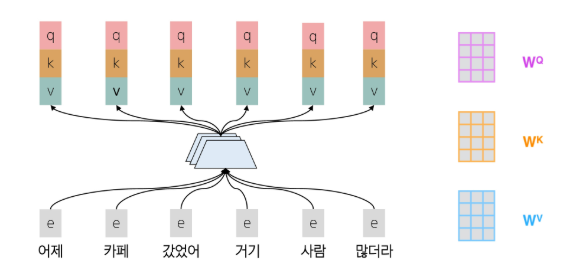 q q q q q q
k k k k k k
v v v v v v
e e e e e e
어제 카페 갔었어 거기 사람 많더라
W^Q
W^K
W^V